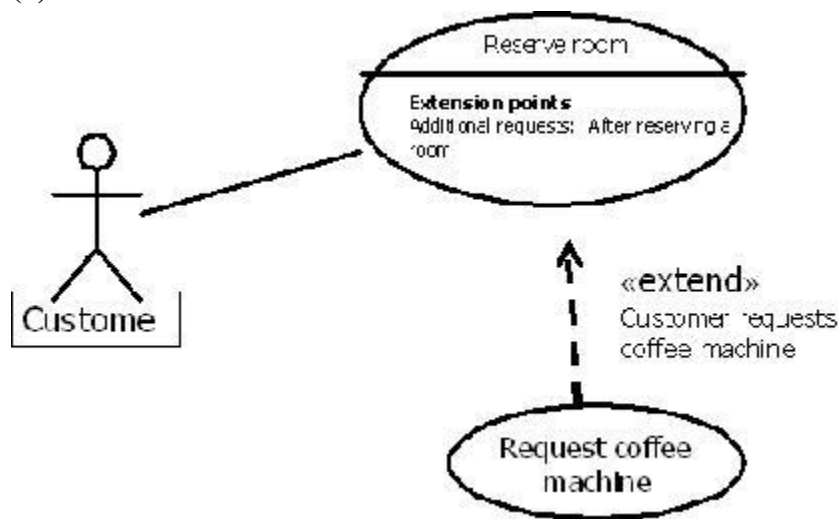 Reserve room
Extension points
Additional requests: After reserving a
room
Custome
«extend»
Customer requests
coffee machine
Request coffee
machine